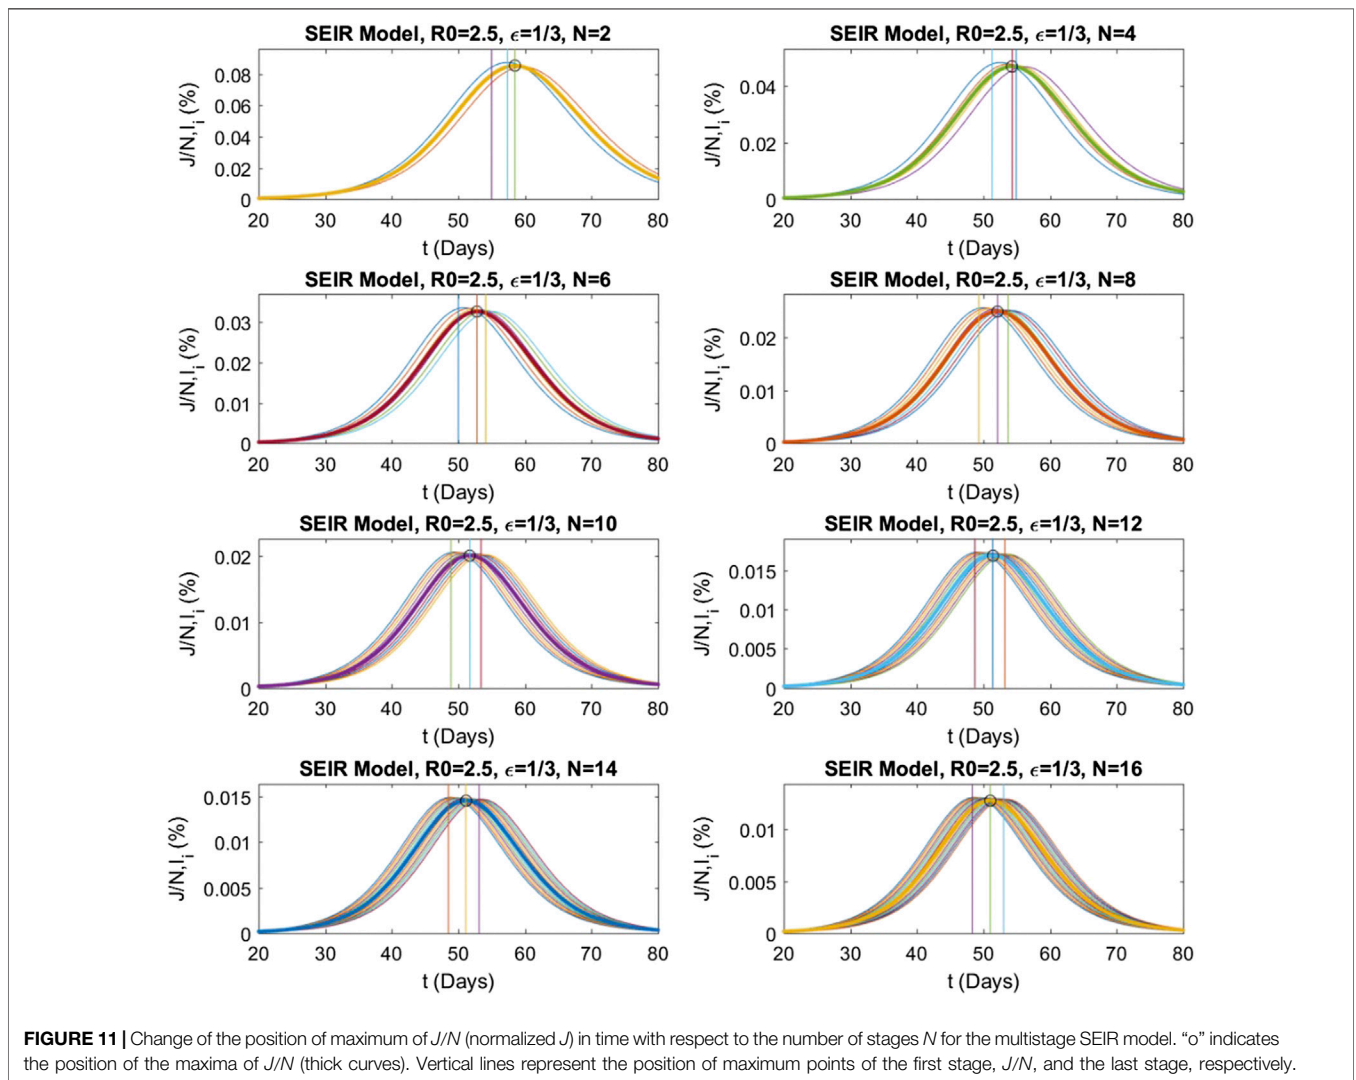 SEIR Model, R0=2.5, ϵ=1/3, N=2
J/N,I_i (%)
0.08
0.06
0.04
0.02
0
20 30 40 50 60 70 80
t (Days)
SEIR Model, R0=2.5, ϵ=1/3, N=4
J/N,I_i (%)
0.04
0.02
0
20 30 40 50 60 70 80
t (Days)
SEIR Model, R0=2.5, ϵ=1/3, N=6
J/N,I_i (%)
0.03
0.02
0.01
0
20 30 40 50 60 70 80
t (Days)
SEIR Model, R0=2.5, ϵ=1/3, N=8
J/N,I_i (%)
0.02
0.01
0
20 30 40 50 60 70 80
t (Days)
SEIR Model, R0=2.5, ϵ=1/3, N=10
J/N,I_i (%)
0.02
0.01
0
20 30 40 50 60 70 80
t (Days)
SEIR Model, R0=2.5, ϵ=1/3, N=12
J/N,I_i (%)
0.015
0.01
0.005
0
20 30 40 50 60 70 80
t (Days)
SEIR Model, R0=2.5, ϵ=1/3, N=14
J/N,I_i (%)
0.015
0.01
0.005
0
20 30 40 50 60 70 80
t (Days)
SEIR Model, R0=2.5, ϵ=1/3, N=16
J/N,I_i (%)
0.01
0.005
0
20 30 40 50 60 70 80
t (Days)
FIGURE 11 | Change of the position of maximum of J/N (normalized J) in time with respect to the number of stages N for the multistage SEIR model. “o” indicates
the position of the maxima of J/N (thick curves). Vertical lines represent the position of maximum points of the first stage, J/N, and the last stage, respectively.